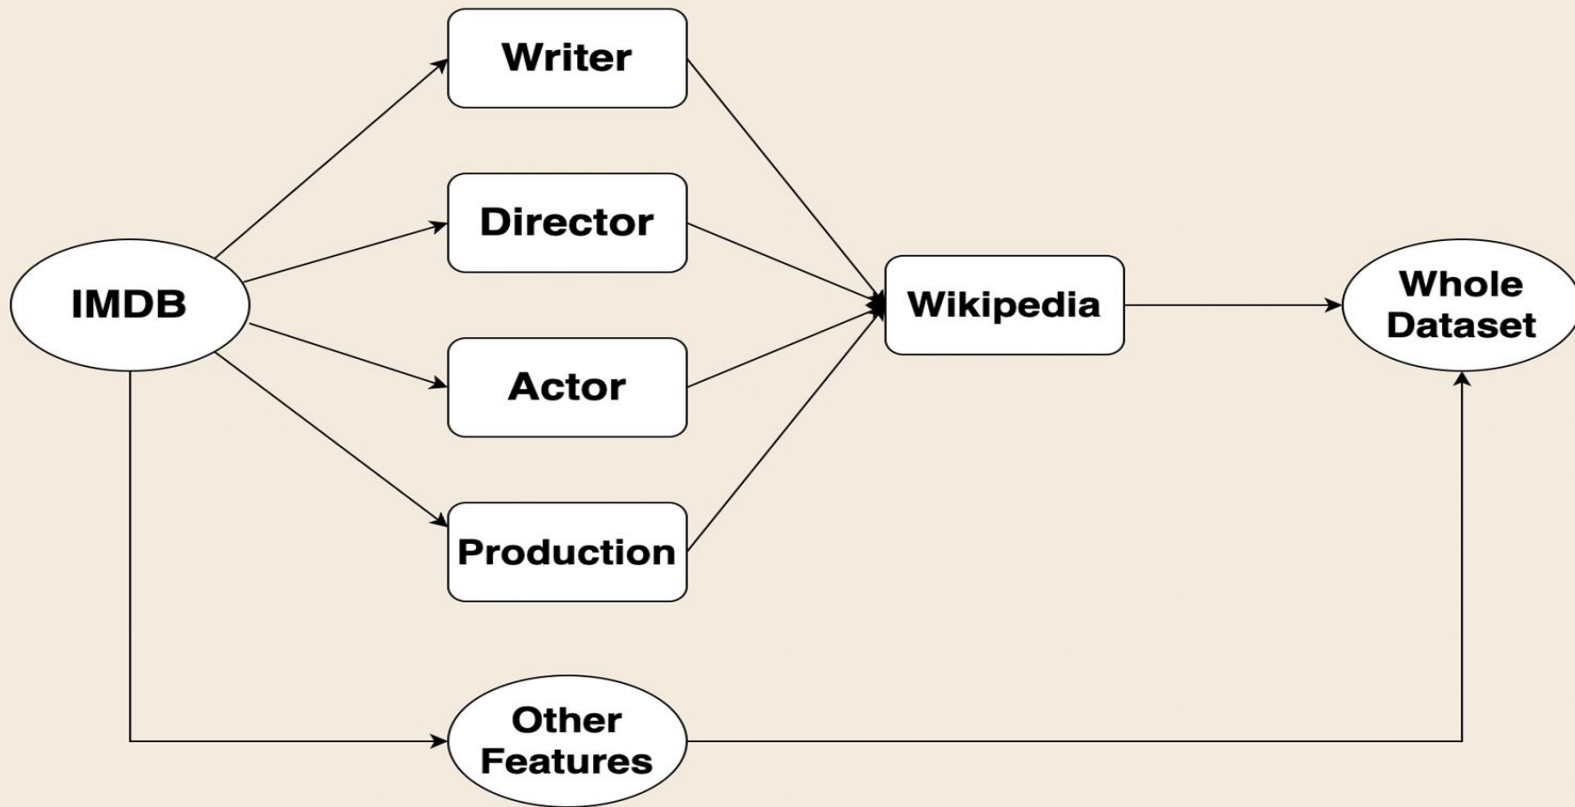 Writer
Director
IMDB
Wikipedia
Whole
Dataset
Actor
Production
Other
Features